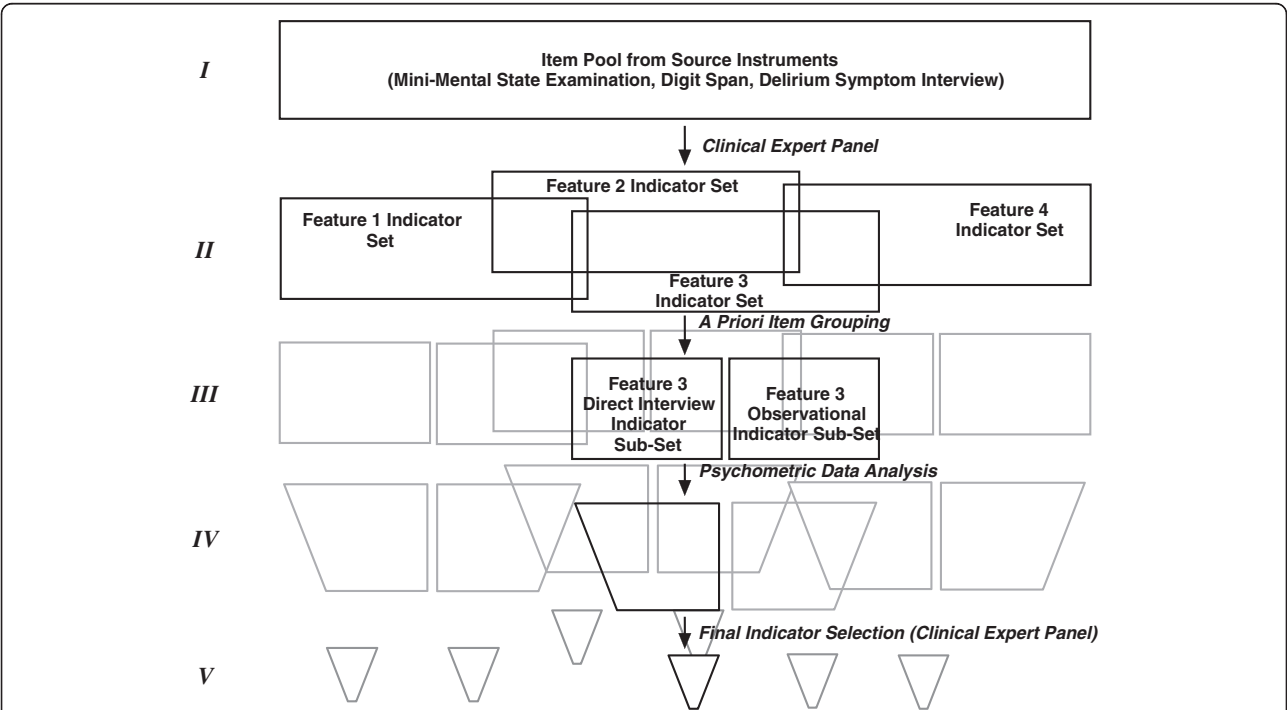 I
Item Pool from Source Instruments
(Mini-Mental State Examination, Digit Span, Delirium Symptom Interview)
Clinical Expert Panel
II
Feature 1 Indicator
Set
Feature 2 Indicator Set
Feature 3
Indicator Set
Feature 4
Indicator Set
A Priori Item Grouping
III
Feature 3
Direct Interview
Indicator
Sub-Set
Feature 3
Observational
Indicator Sub-Set
Psychometric Data Analysis
IV
Final Indicator Selection (Clinical Expert Panel)
V